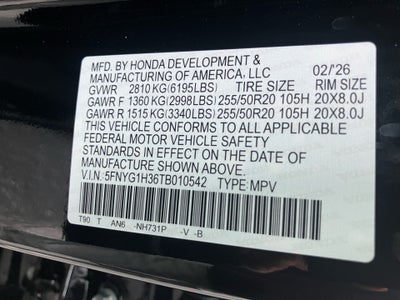 MFD. BY HONDA DEVELOPMENT &
MANUFACTURING OF AMERICA, LLC 02/'26
GVWR 2810 KG(6195LBS) TIRE SIZE RIM SIZE
GAWR F 1360 KG(2998LBS) 255/50R20 105H 20X8.0J
GAWR R 1515 KG(3340LBS) 255/50R20 105H 20X8.0J
THIS VEHICLE CONFORMS TO ALL APPLICABLE
FEDERAL MOTOR VEHICLE SAFETY
STANDARDS IN EFFECT ON THE DATE OF
MANUFACTURE SHOWN ABOVE.
V.I.N.:5FNYG1H36TB010542 TYPE: MPV
T90 T AN6 -NH731P -V -B